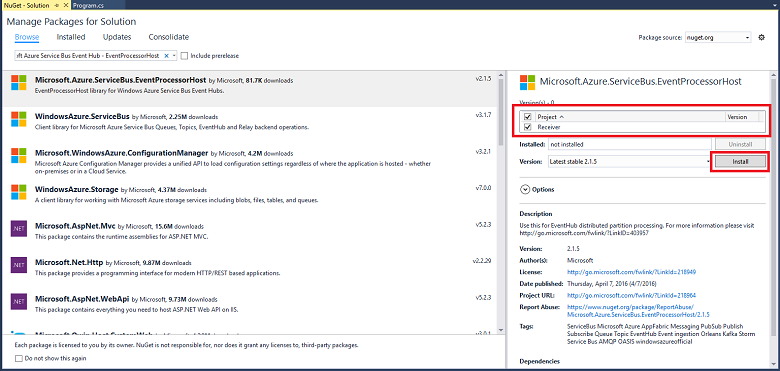 NuGet - Solution
Program.cs
Manage Packages for Solution
Browse Installed Updates Consolidate
Package source: nuget.org
Azure Service Bus Event Hub - EventProcessorHost
Include prerelease
Microsoft.Azure.ServiceBus.EventProcessorHost by Microsoft, 81.7K downloads v2.1.5
EventProcessorHost library for Windows Azure Service Bus Event Hubs.
WindowsAzure.ServiceBus by Microsoft, 2.25M downloads v3.1.7
Client library for Microsoft Azure Service Bus Queues, Topics, EventHub and Relay backend operations.
Microsoft.WindowsAzure.ConfigurationManager by Microsoft, 4.2M downloads v3.2.1
Microsoft Azure Configuration Manager provides a unified API to load configuration settings regardless of where the application is hosted - whether
on-premises or in a Cloud Service.
WindowsAzure.Storage by Microsoft, 4.37M downloads v7.0.0
A client library for working with Microsoft Azure storage services including blobs, files, tables, and queues.
Microsoft.AspNet.Mvc by Microsoft, 15.6M downloads v5.2.3
This package contains the runtime assemblies for ASP.NET MVC.
Microsoft.Net.Http by Microsoft, 9.87M downloads v2.2.29
This package provides a programming interface for modern HTTP/REST based applications.
Microsoft.AspNet.WebApi by Microsoft, 9.73M downloads v5.2.3
This package contains everything you need to host ASP.NET Web API on IIS.
Each package is licensed to you by its owner. NuGet is not responsible for, nor does it grant any licenses to, third-party packages.
Do not show this again
Microsoft.Azure.ServiceBus.EventProcessorHost
Version(s) - 0
Project Version
Receiver
Installed: not installed Uninstall
Version: Latest stable 2.1.5 Install
Options
Description
Use this for EventHub distributed partition processing. For more information please visit
http://go.microsoft.com/fwlink/?LinkID=403957
Version: 2.1.5
Author(s): Microsoft
License: http://go.microsoft.com/fwlink/?LinkId=218949
Date published: Thursday, April 7, 2016 (4/7/2016)
Project URL: http://go.microsoft.com/fwlink/?LinkId=218964
Report Abuse: https://www.nuget.org/package/ReportAbuse/
Microsoft.Azure.ServiceBus.EventProcessorHost/2.1.5
Tags: ServiceBus Microsoft Azure AppFabric Messaging PubSub Publish
Subscribe Queue Topic EventHub Event ingestion Orleans Kafka Storm
Service Bus AMQP OASIS windowsazureofficial
Dependencies